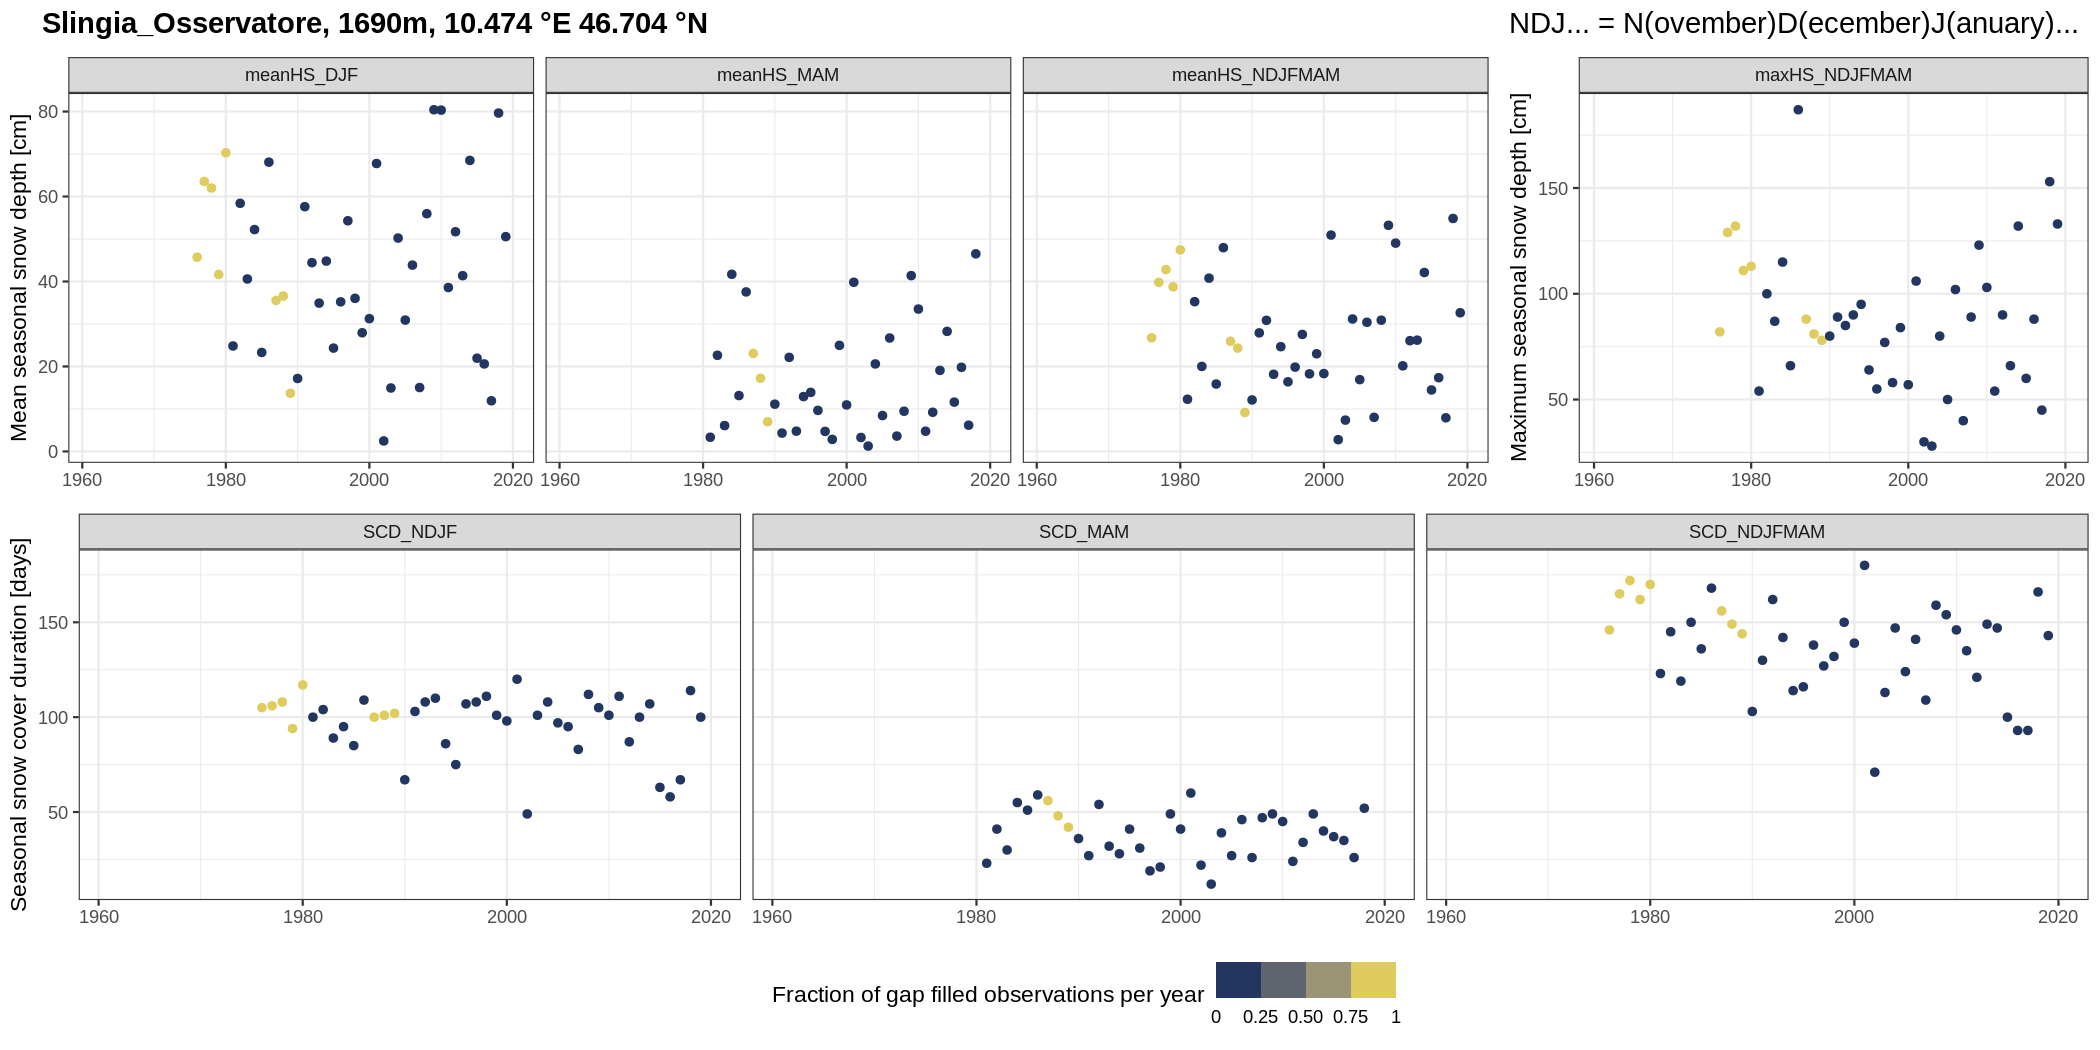 Slingia_Osservatore, 1690m, 10.474 °E 46.704 °N
NDJ... = N(ovember)D(ecember)J(anuary)...
meanHS_DJF
meanHS_MAM
meanHS_NDJFMAM
maxHS_NDJFMAM
Mean seasonal snow depth [cm]
80
60
40
20
0
1960 1980 2000 2020
1960 1980 2000 2020
1960 1980 2000 2020
Maximum seasonal snow depth [cm]
150
100
50
1960 1980 2000 2020
SCD_NDJF
SCD_MAM
SCD_NDJFMAM
Seasonal snow cover duration [days]
150
100
50
1960 1980 2000 2020
1960 1980 2000 2020
1960 1980 2000 2020
Fraction of gap filled observations per year
0 0.25 0.50 0.75 1